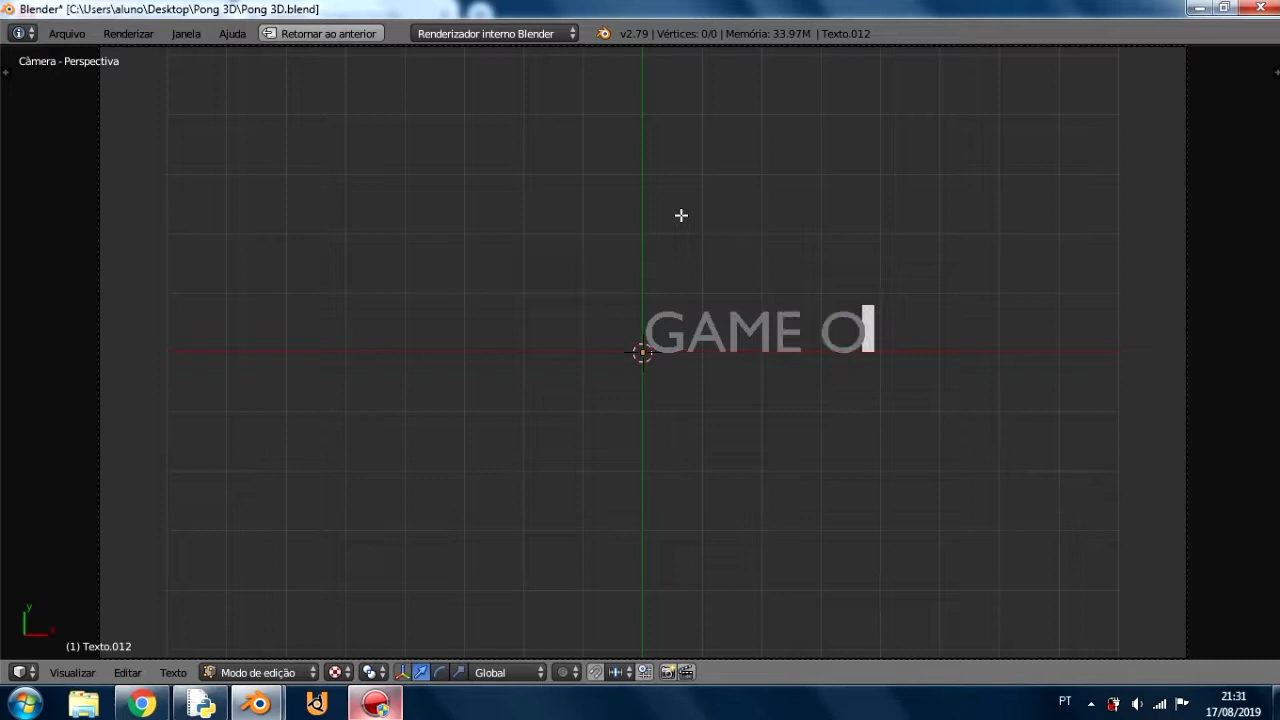 Blender* [C:\Users\aluno\Desktop\Pong 3D\Pong 3D.blend]
Arquivo Renderizar Janela Ajuda Retornar ao anterior Renderizador interno Blender v2.79 | Vértices: 0/0 | Memória: 33.97M | Texto.012
Câmera - Perspectiva
GAME O
y
x
(1) Texto.012
Visualizar Editar Texto Modo de edição Global
PT 21:31
17/08/2019